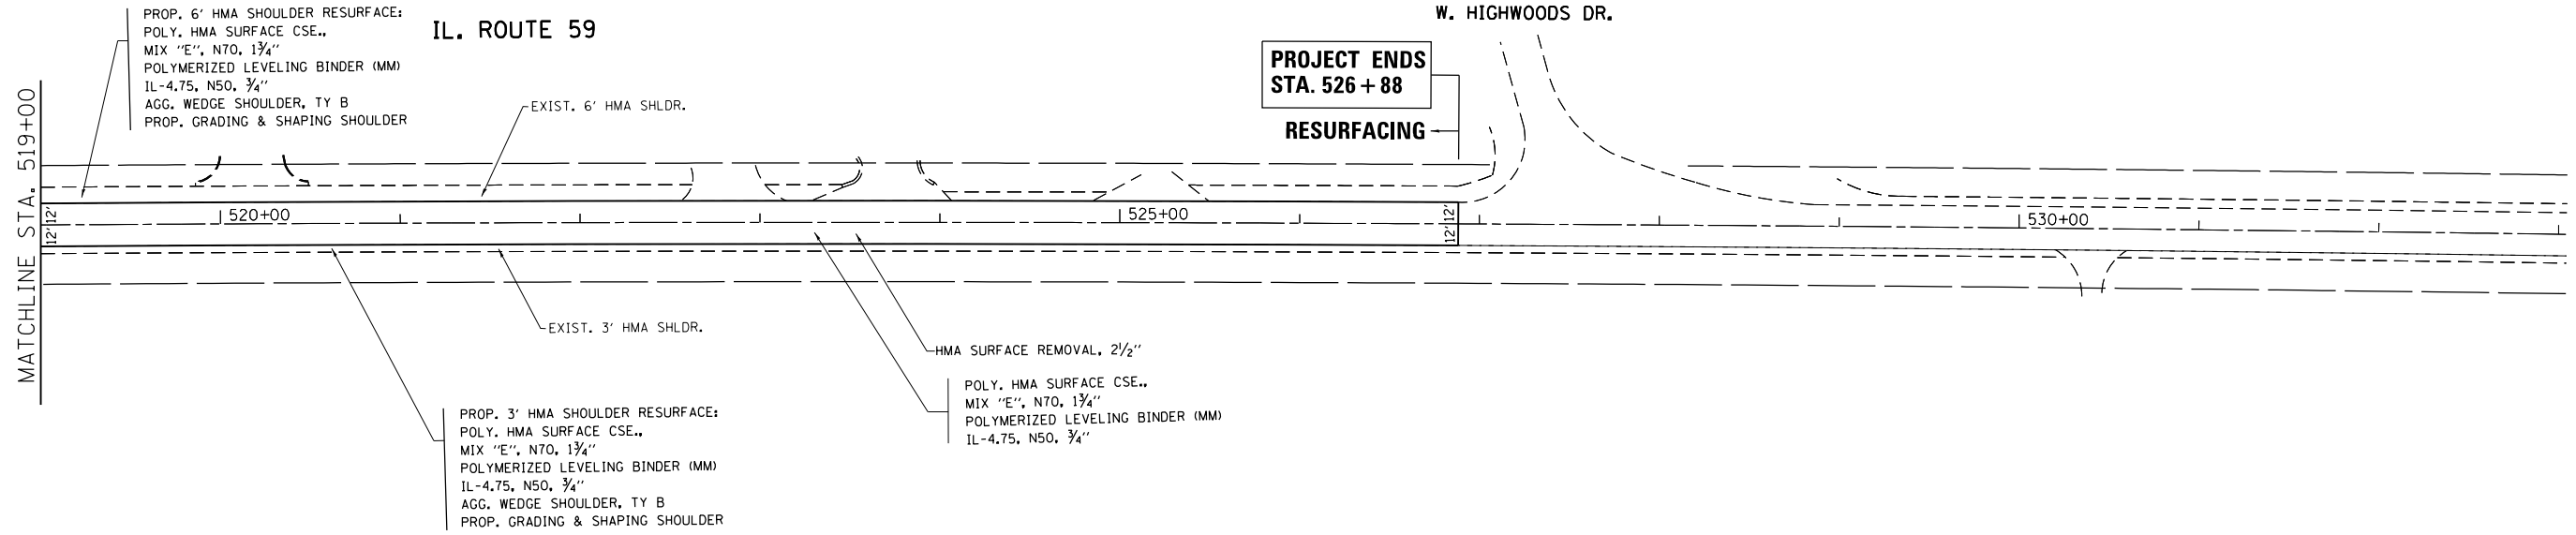 PROP. 6' HMA SHOULDER RESURFACE:
POLY. HMA SURFACE CSE.,
MIX "E", N70, 1¾"
POLYMERIZED LEVELING BINDER (MM)
IL-4.75, N50, ¾"
AGG. WEDGE SHOULDER, TY B
PROP. GRADING & SHAPING SHOULDER
IL. ROUTE 59
W. HIGHWOODS DR.
PROJECT ENDS
STA. 526+88
RESURFACING
EXIST. 6' HMA SHLDR.
MATCHLINE STA. 519+00
12'
12'
520+00
525+00
12'
12'
530+00
EXIST. 3' HMA SHLDR.
HMA SURFACE REMOVAL, 2½"
POLY. HMA SURFACE CSE.,
MIX "E", N70, 1¾"
POLYMERIZED LEVELING BINDER (MM)
IL-4.75, N50, ¾"
PROP. 3' HMA SHOULDER RESURFACE:
POLY. HMA SURFACE CSE.,
MIX "E", N70, 1¾"
POLYMERIZED LEVELING BINDER (MM)
IL-4.75, N50, ¾"
AGG. WEDGE SHOULDER, TY B
PROP. GRADING & SHAPING SHOULDER